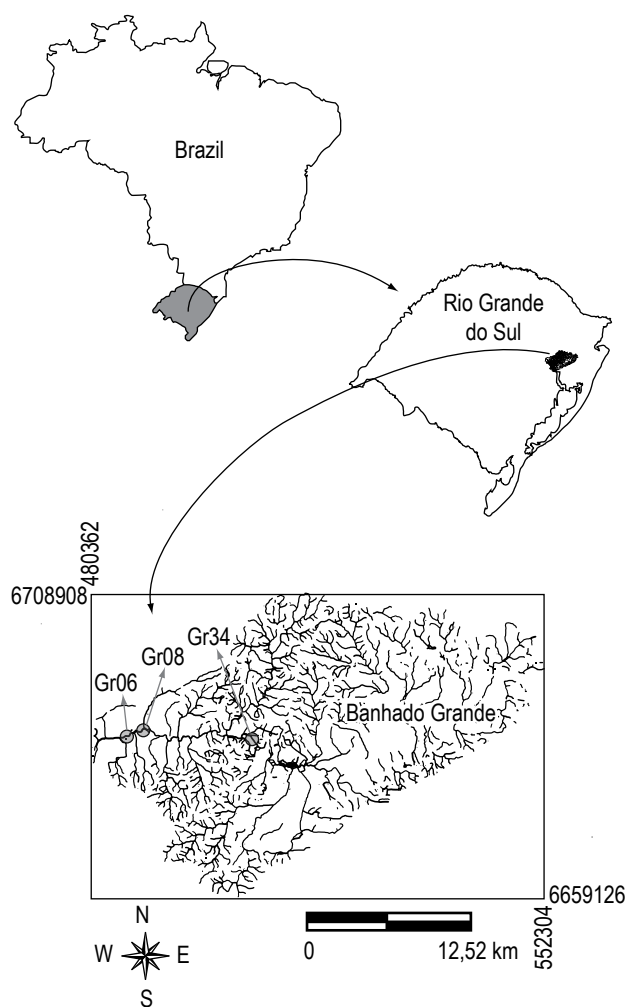 Brazil
Rio Grande
do Sul
480362
6708908
Gr34
Gr08
Gr06
Banhado Grande
6659126
552304
N
W E
S
0 12,52 km